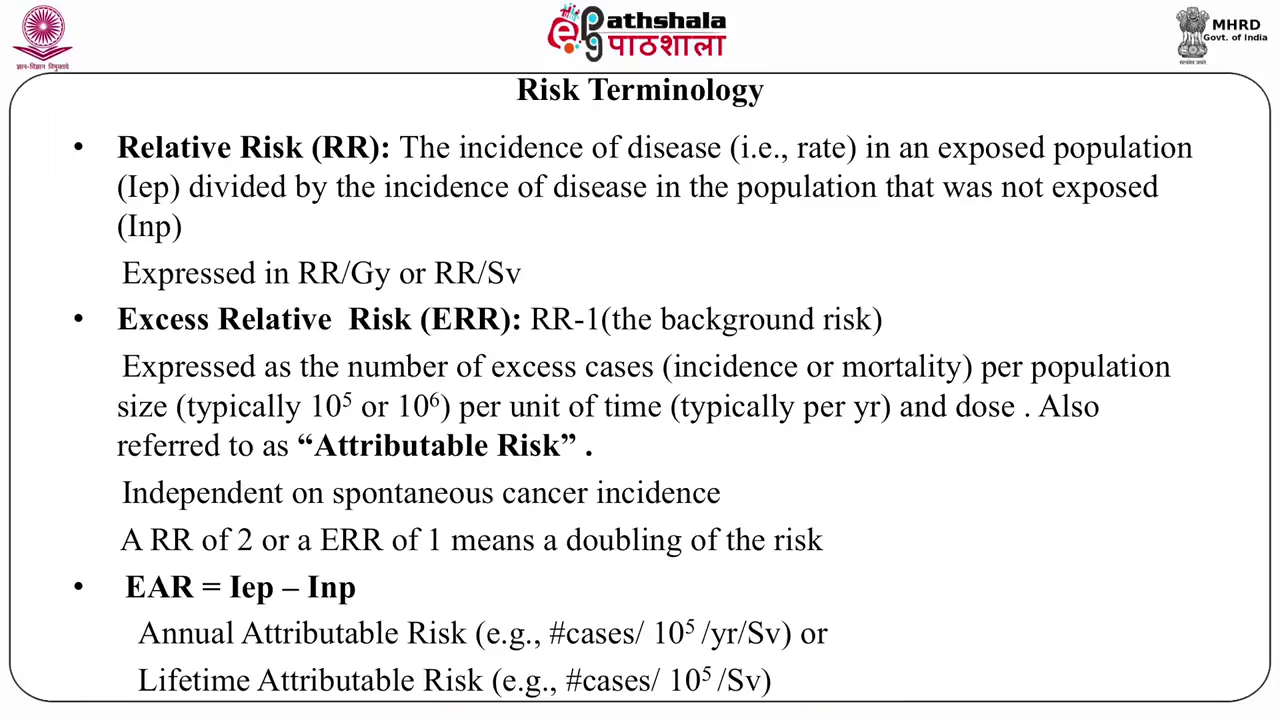 ज्ञान-विज्ञान विमुक्तये
ePathshala
पाठशाला
MHRD
Govt. of India
सत्यमेव जयते
Risk Terminology
• Relative Risk (RR): The incidence of disease (i.e., rate) in an exposed population
(Iep) divided by the incidence of disease in the population that was not exposed
(Inp)
Expressed in RR/Gy or RR/Sv
• Excess Relative Risk (ERR): RR-1(the background risk)
Expressed as the number of excess cases (incidence or mortality) per population
size (typically 10⁵ or 10⁶) per unit of time (typically per yr) and dose . Also
referred to as “Attributable Risk” .
Independent on spontaneous cancer incidence
A RR of 2 or a ERR of 1 means a doubling of the risk
• EAR = Iep – Inp
Annual Attributable Risk (e.g., #cases/ 10⁵ /yr/Sv) or
Lifetime Attributable Risk (e.g., #cases/ 10⁵ /Sv)